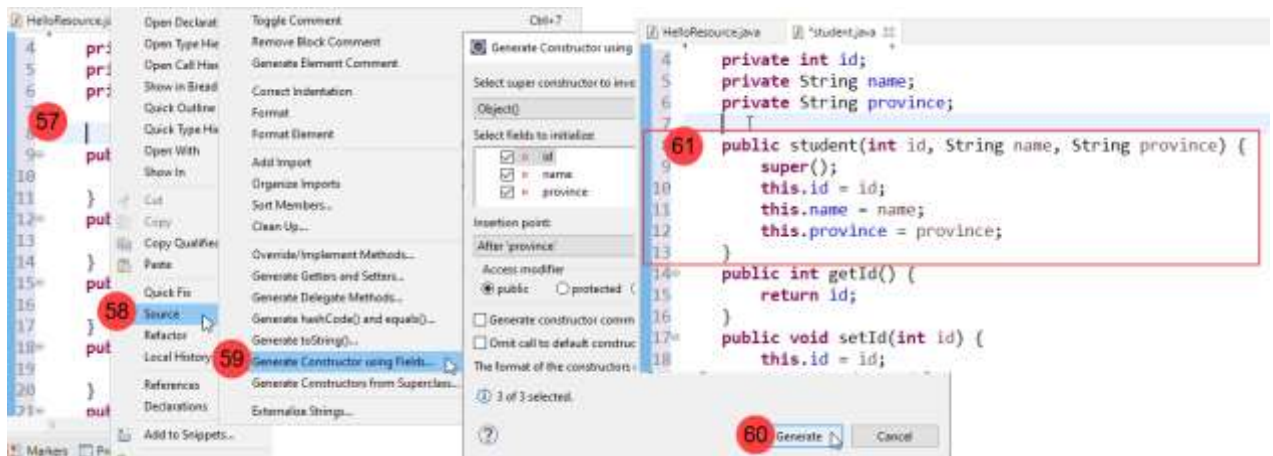 HelloResource.j
4 pri
5 pri
6 pri
57
8
9 put
10
11 }
12 put
13
14 }
15 put
16
17 }
18 put
19
20 }
21 put
Markers
Open Declarat
Open Type Hie
Open Call Hier
Show in Bread
Quick Outline
Quick Type Hie
Open With
Show In
Cut
Copy
Copy Qualified
Paste
Quick Fix
58 Source
Refactor
Local History
References
Declarations
Add to Snippets...
Toggle Comment Ctrl+7
Remove Block Comment
Generate Element Comment
Correct Indentation
Format
Format Element
Add Import
Organize Imports
Sort Members...
Clean Up...
Override/Implement Methods...
Generate Getters and Setters...
Generate Delegate Methods...
Generate hashCode() and equals()...
Generate toString()...
59 Generate Constructor using Fields...
Generate Constructors from Superclass...
Externalize Strings...
Generate Constructor using
Select super constructor to invo
Object()
Select fields to initialize:
id
name
province
Insertion point:
After 'province'
Access modifier
public protected
Generate constructor comm
Omit call to default construc
The format of the constructors
3 of 3 selected.
60 Generate Cancel
HelloResource.java *student.java
4 private int id;
5 private String name;
6 private String province;
7
61 public student(int id, String name, String province) {
9 super();
10 this.id = id;
11 this.name = name;
12 this.province = province;
13 }
14 public int getId() {
15 return id;
16 }
17 public void setId(int id) {
18 this.id = id;